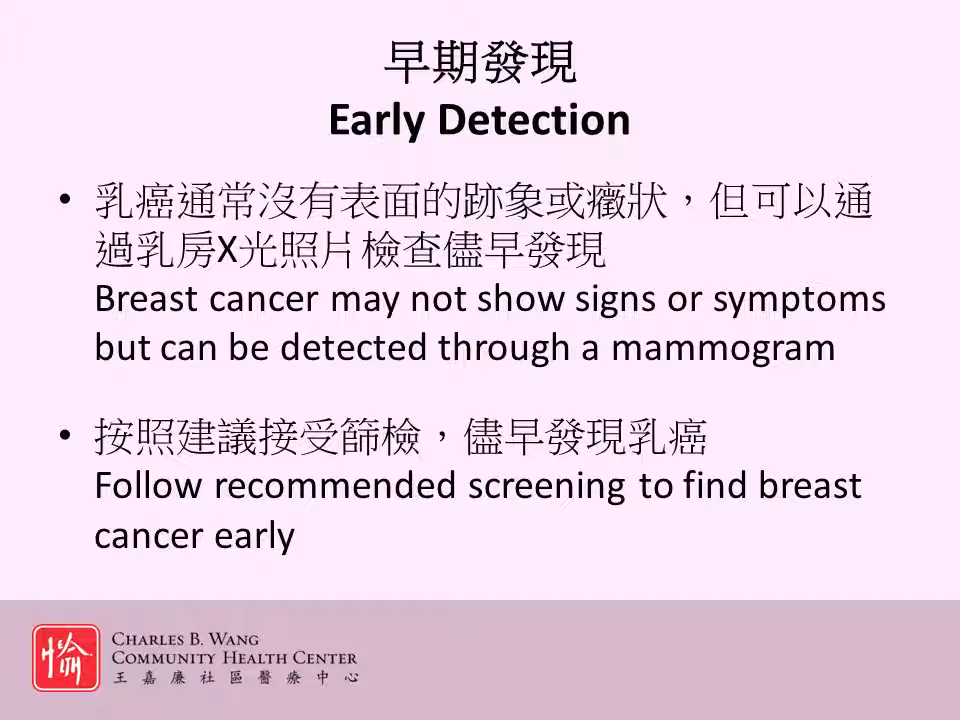 早期發現
Early Detection
• 乳癌通常沒有表面的跡象或癥狀，但可以通
過乳房X光照片檢查儘早發現
Breast cancer may not show signs or symptoms
but can be detected through a mammogram
• 按照建議接受篩檢，儘早發現乳癌
Follow recommended screening to find breast
cancer early
愉
CHARLES B. WANG
COMMUNITY HEALTH CENTER
王嘉廉社區醫療中心